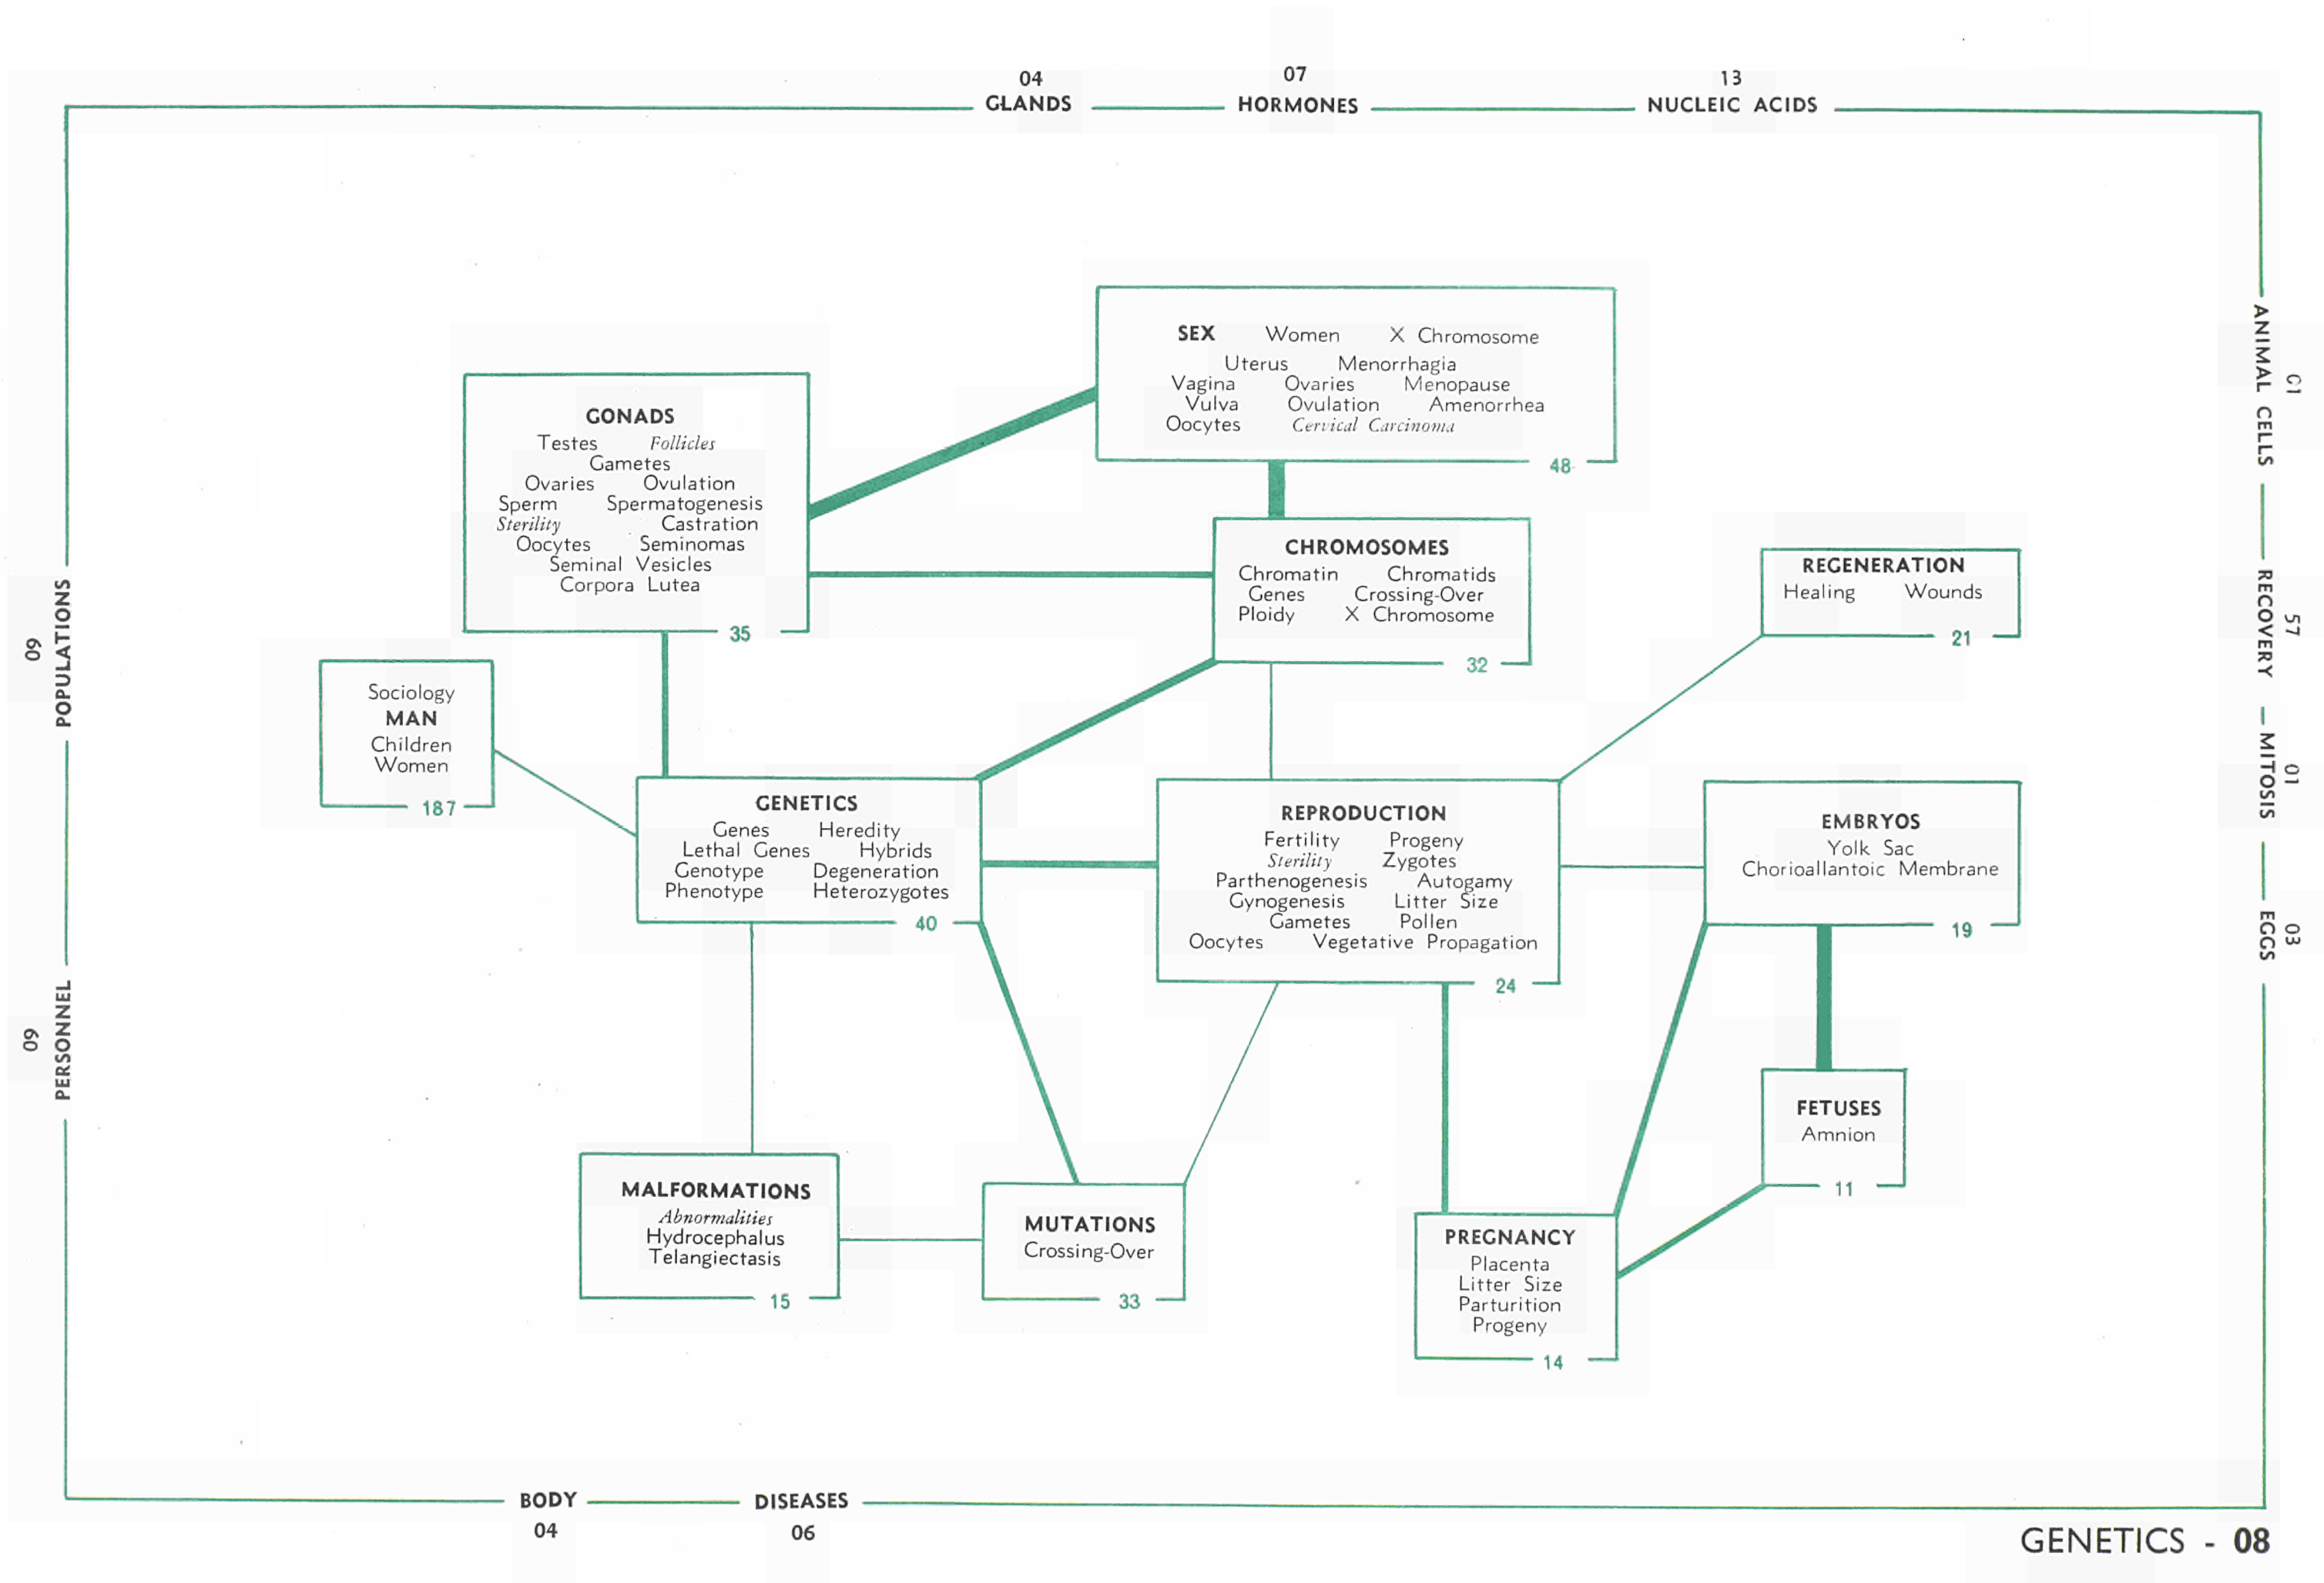 04 07 13
GLANDS HORMONES NUCLEIC ACIDS
SEX Women X Chromosome
Uterus Menorrhagia
Vagina Ovaries Menopause
Vulva Ovulation Amenorrhea
Oocytes Cervical Carcinoma
48
GONADS
Testes Follicles
Gametes
Ovaries Ovulation
Sperm Spermatogenesis
Sterility Castration
Oocytes Seminomas
Seminal Vesicles
Corpora Lutea
35
CHROMOSOMES
Chromatin Chromatids
Genes Crossing-Over
Ploidy X Chromosome
32
REGENERATION
Healing Wounds
21
Sociology
MAN
Children
Women
187
GENETICS
Genes Heredity
Lethal Genes Hybrids
Genotype Degeneration
Phenotype Heterozygotes
40
REPRODUCTION
Fertility Progeny
Sterility Zygotes
Parthenogenesis Autogamy
Gynogenesis Litter Size
Gametes Pollen
Oocytes Vegetative Propagation
24
EMBRYOS
Yolk Sac
Chorioallantoic Membrane
19
FETUSES
Amnion
11
MALFORMATIONS
Abnormalities
Hydrocephalus
Telangiectasis
15
MUTATIONS
Crossing-Over
33
PREGNANCY
Placenta
Litter Size
Parturition
Progeny
14
09
POPULATIONS
09
PERSONNEL
ANIMAL CELLS
RECOVERY
57
MITOSIS
01
EGGS
03
BODY DISEASES
04 06
GENETICS - 08